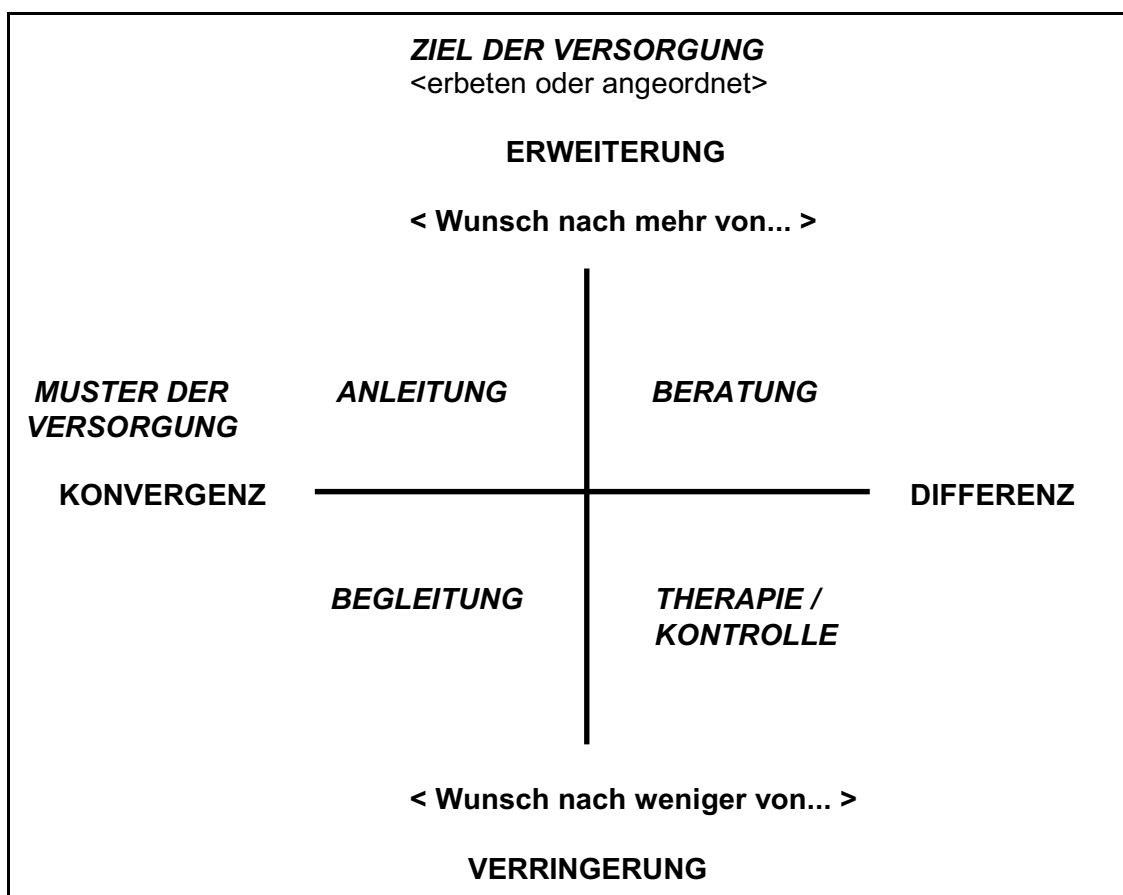 ZIEL DER VERSORGUNG
<erbeten oder angeordnet>
ERWEITERUNG
< Wunsch nach mehr von... >
MUSTER DER
VERSORGUNG
ANLEITUNG
BERATUNG
KONVERGENZ
DIFFERENZ
BEGLEITUNG
THERAPIE /
KONTROLLE
< Wunsch nach weniger von... >
VERRINGERUNG